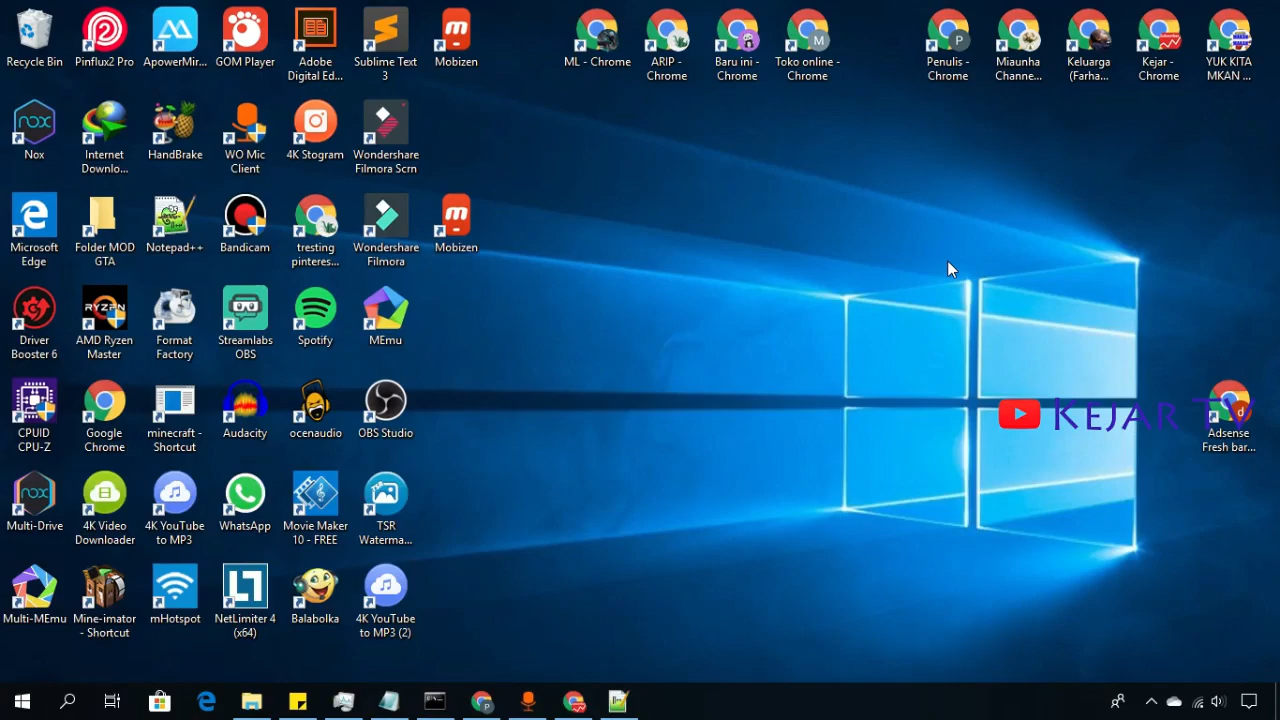 Recycle Bin
Pinflux2 Pro
ApowerMir...
GOM Player
Adobe
Digital Ed...
Sublime Text
3
Mobizen
ML - Chrome
ARIP -
Chrome
Baru ini -
Chrome
Toko online -
Chrome
Penulis -
Chrome
Miaunha
Channe...
Keluarga
(Farha...
Kejar -
Chrome
YUK KITA
MKAN ...
nox
Nox
Internet
Downlo...
HandBrake
WO Mic
Client
4K Stogram
Wondershare
Filmora Scrn
Microsoft
Edge
Folder MOD
GTA
Notepad++
Bandicam
tresting
pinteres...
Wondershare
Filmora
Mobizen
Driver
Booster 6
RYZEN
AMD Ryzen
Master
Format
Factory
Streamlabs
OBS
Spotify
MEmu
CPUID
CPU-Z
Google
Chrome
minecraft -
Shortcut
Audacity
ocenaudio
OBS Studio
Kejar TV
Adsense
Fresh bar...
nox
Multi-Drive
4K Video
Downloader
4K YouTube
to MP3
WhatsApp
Movie Maker
10 - FREE
TSR
Waterma...
Multi-MEmu
Mine-imator
- Shortcut
mHotspot
NetLimiter 4
(x64)
Balabolka
4K YouTube
to MP3 (2)